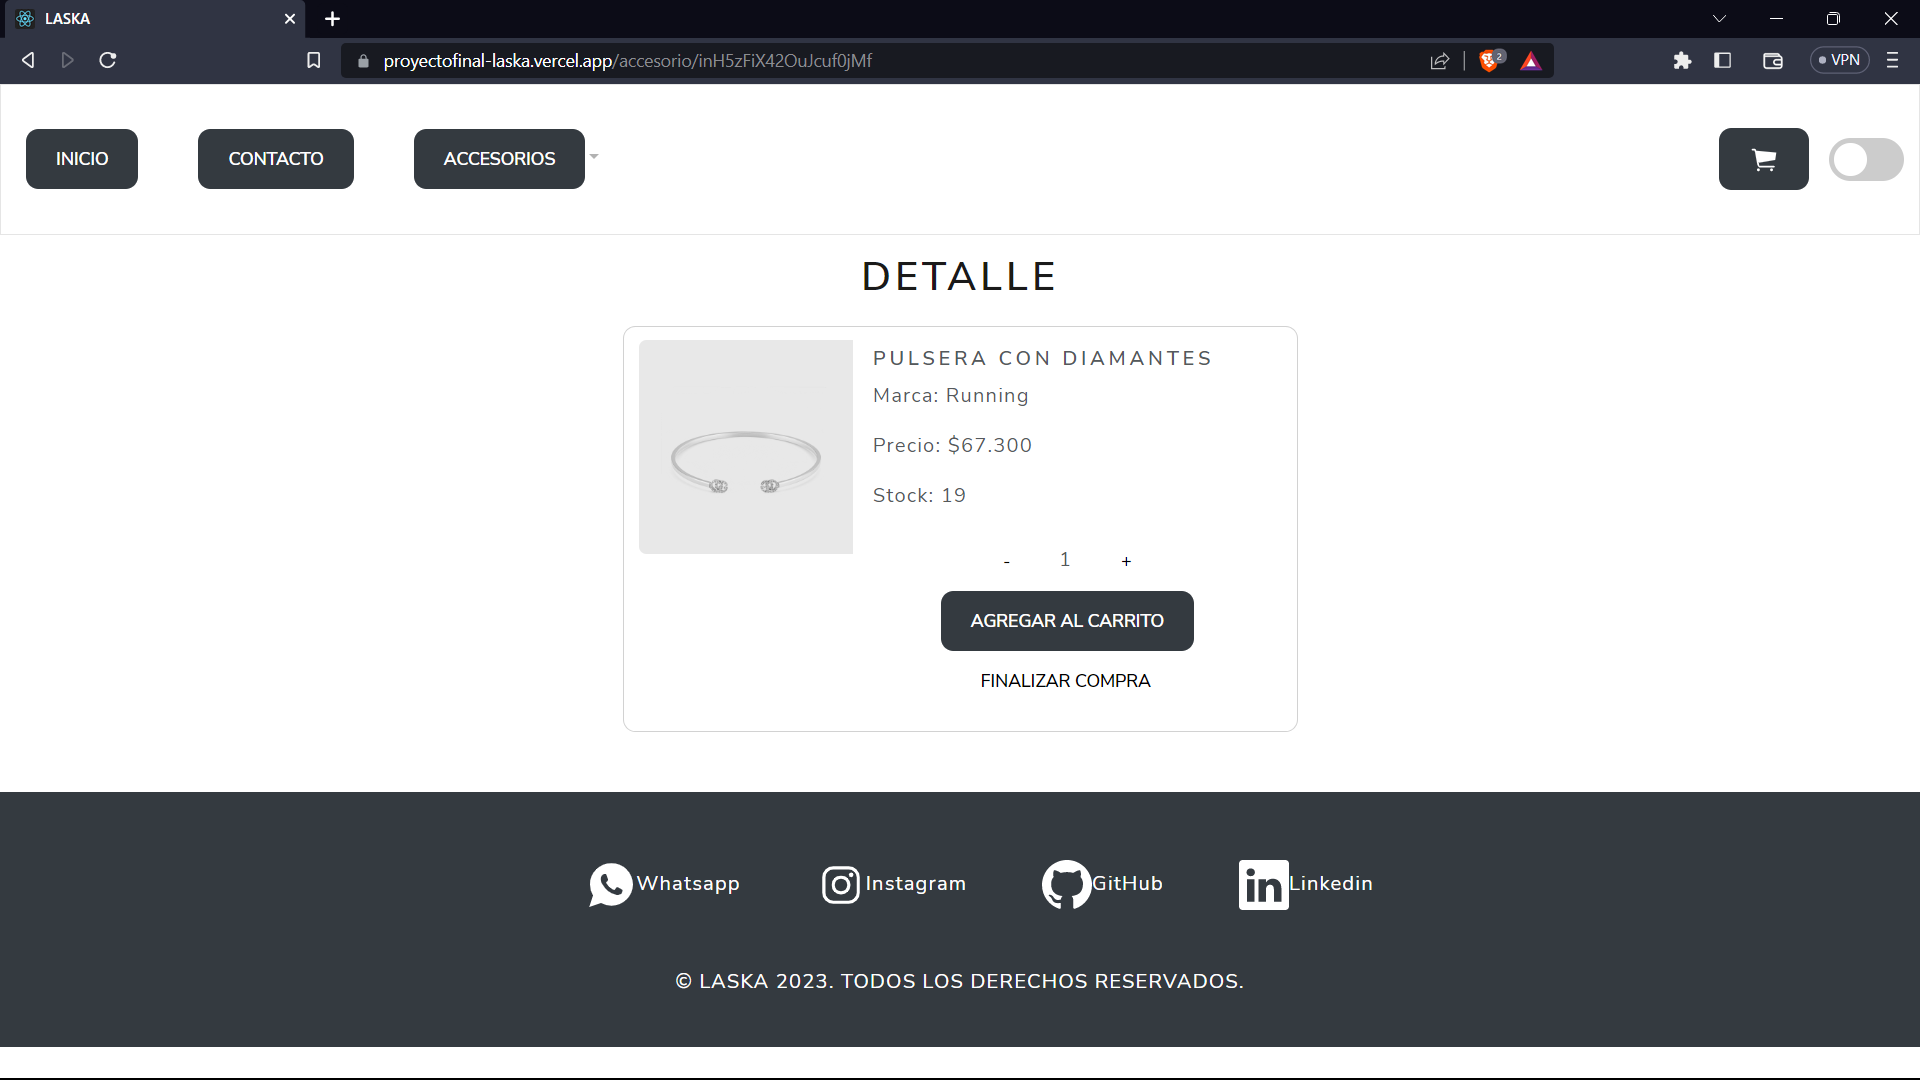 LASKA
proyectofinal-laska.vercel.app/accesorio/inH5zFiX42OuJcuf0jMf
2
VPN
INICIO
CONTACTO
ACCESORIOS
DETALLE
PULSERA CON DIAMANTES
Marca: Running
Precio: $67.300
Stock: 19
- 1 +
AGREGAR AL CARRITO
FINALIZAR COMPRA
Whatsapp
Instagram
GitHub
Linkedin
© LASKA 2023. TODOS LOS DERECHOS RESERVADOS.